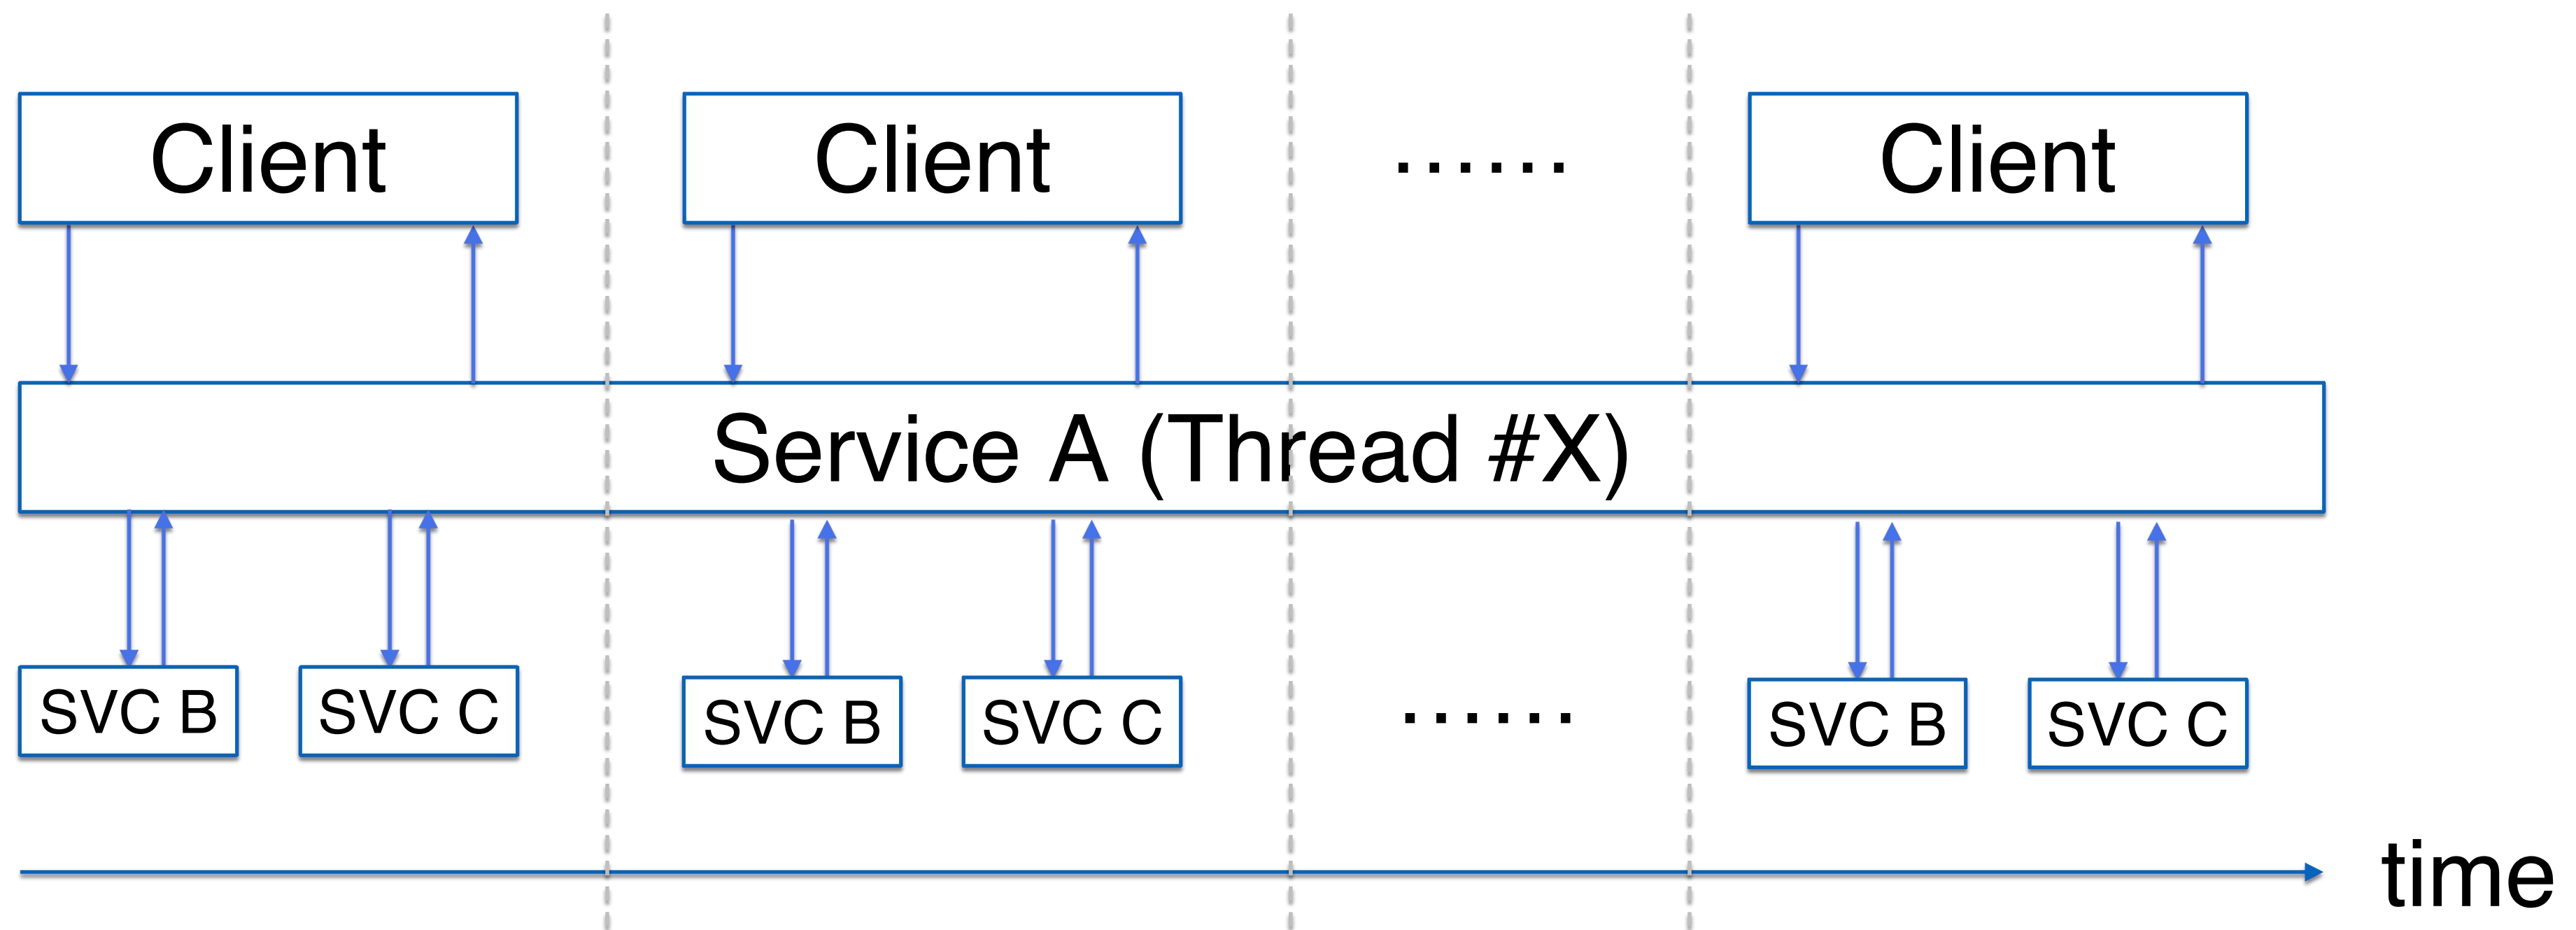 Client
Client
......
Client
Service A (Thread #X)
SVC B
SVC C
SVC B
SVC C
......
SVC B
SVC C
time